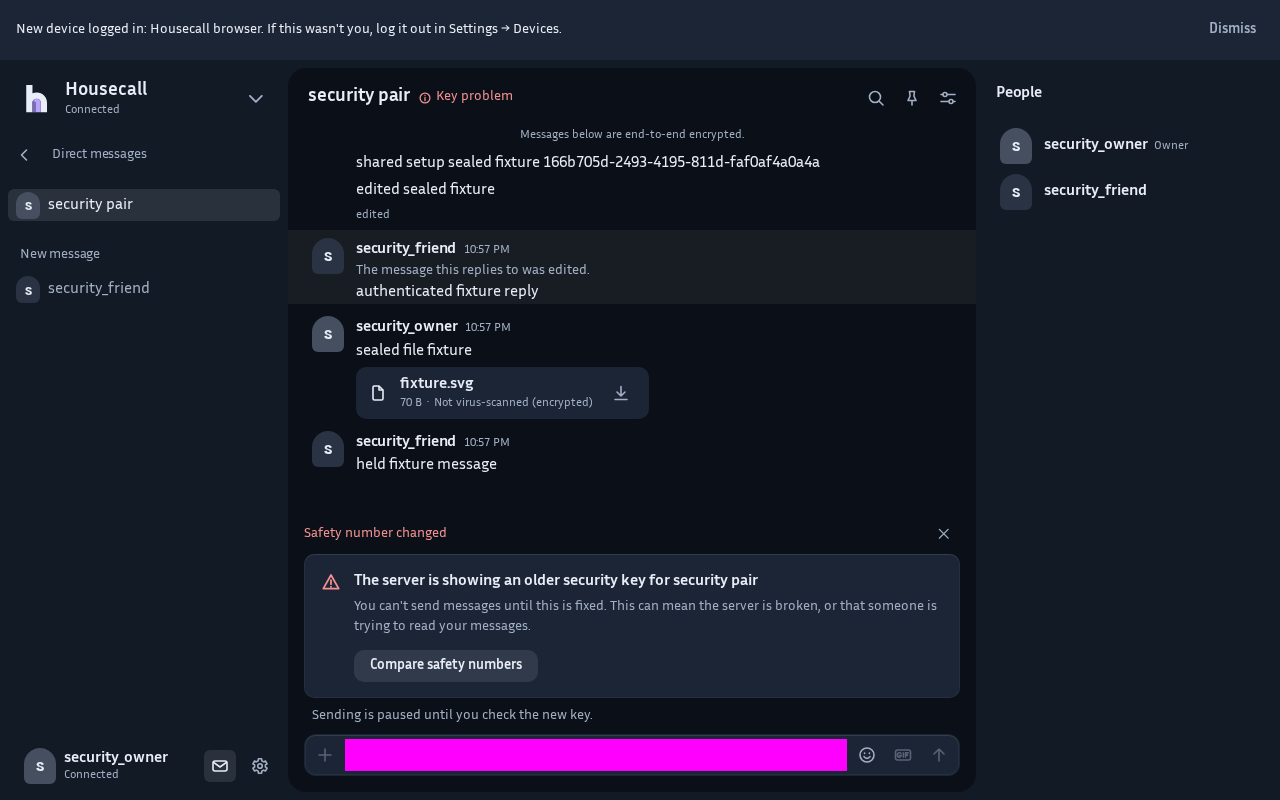 New device logged in: Housecall browser. If this wasn't you, log it out in Settings → Devices.
Dismiss
Housecall
Connected
Direct messages
S
security pair
New message
S
security_friend
S
security_owner
Connected
security pair
Key problem
Messages below are end-to-end encrypted.
shared setup sealed fixture 166b705d-2493-4195-811d-faf0af4a0a4a
edited sealed fixture
edited
S
security_friend 10:57 PM
The message this replies to was edited.
authenticated fixture reply
S
security_owner 10:57 PM
sealed file fixture
fixture.svg
70 B · Not virus-scanned (encrypted)
S
security_friend 10:57 PM
held fixture message
Safety number changed
The server is showing an older security key for security pair
You can't send messages until this is fixed. This can mean the server is broken, or that someone is
trying to read your messages.
Compare safety numbers
Sending is paused until you check the new key.
GIF
People
S
security_owner Owner
S
security_friend